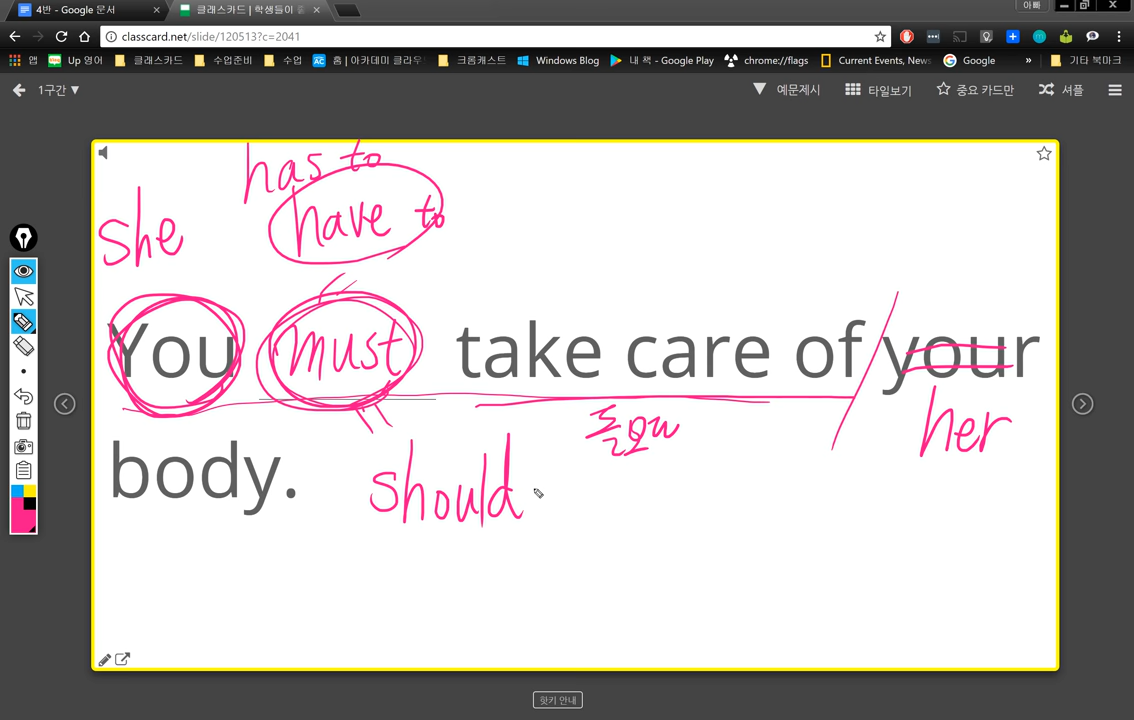 4반 - Google 문서
클래스카드 | 학생들이 좋
아빠
classcard.net/slide/120513?c=2041
앱 Up 영어 클래스카드 수업준비 수업 AC 홈 | 아카데미 클라우 크롬캐스트 Windows Blog 내 책 - Google Play chrome://flags Current Events, News Google » 기타 북마크
1구간 ▼ ▼ 예문제시 타일보기 중요 카드만 셔플
has to
she have to
You must take care of your
돌보다
her
body. should
핫키 안내